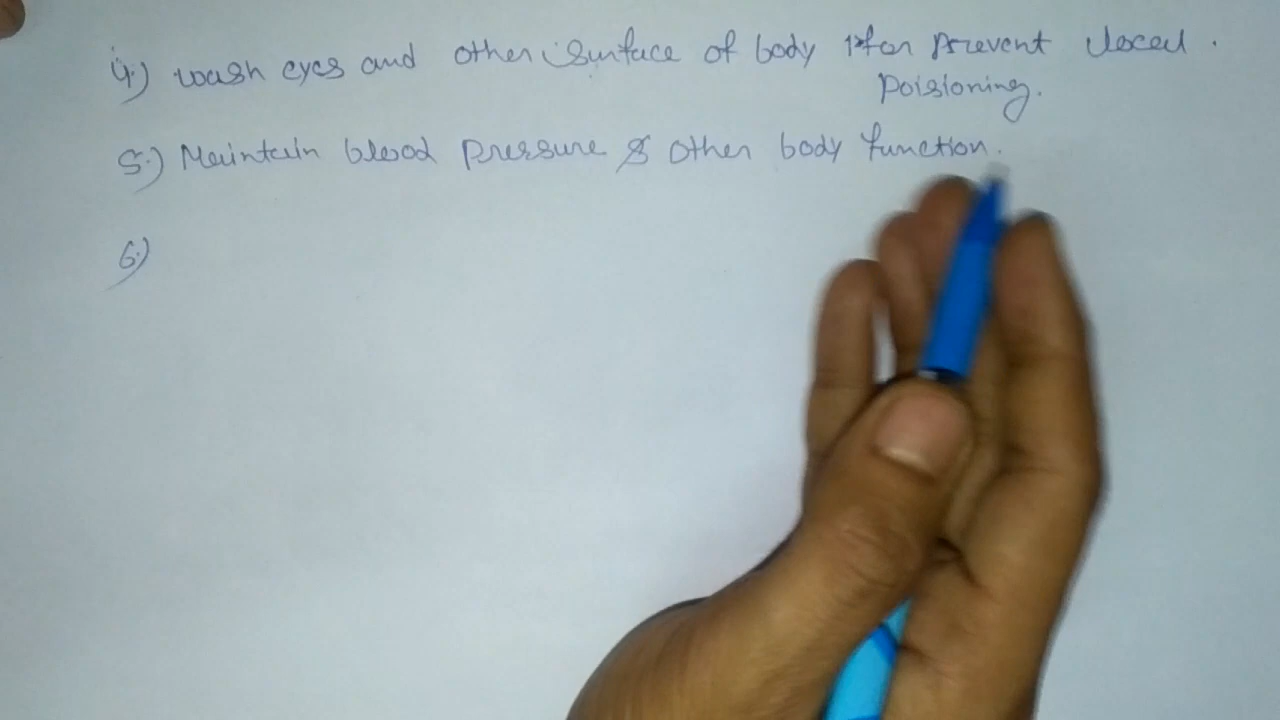 4.) wash eyes and other surface of body for prevent local.
poisioning.
5.) Maintain blood pressure & other body function.
6.)